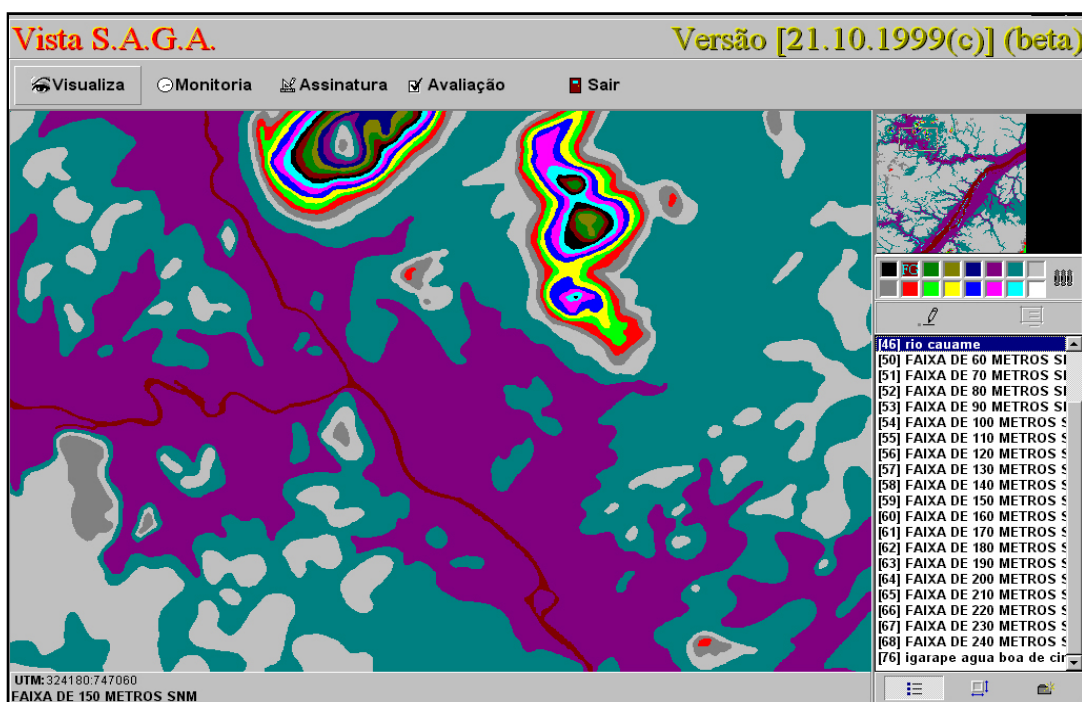 Vista S.A.G.A.
Versão [21.10.1999(c)] (beta)
Visualiza Monitoria Assinatura Avaliação Sair
FC
[46] rio cauame
[50] FAIXA DE 60 METROS SI
[51] FAIXA DE 70 METROS SI
[52] FAIXA DE 80 METROS SI
[53] FAIXA DE 90 METROS SI
[54] FAIXA DE 100 METROS S
[55] FAIXA DE 110 METROS S
[56] FAIXA DE 120 METROS S
[57] FAIXA DE 130 METROS S
[58] FAIXA DE 140 METROS S
[59] FAIXA DE 150 METROS S
[60] FAIXA DE 160 METROS S
[61] FAIXA DE 170 METROS S
[62] FAIXA DE 180 METROS S
[63] FAIXA DE 190 METROS S
[64] FAIXA DE 200 METROS S
[65] FAIXA DE 210 METROS S
[66] FAIXA DE 220 METROS S
[67] FAIXA DE 230 METROS S
[68] FAIXA DE 240 METROS S
[76] igarape agua boa de cir
UTM:324180:747060
FAIXA DE 150 METROS SNM